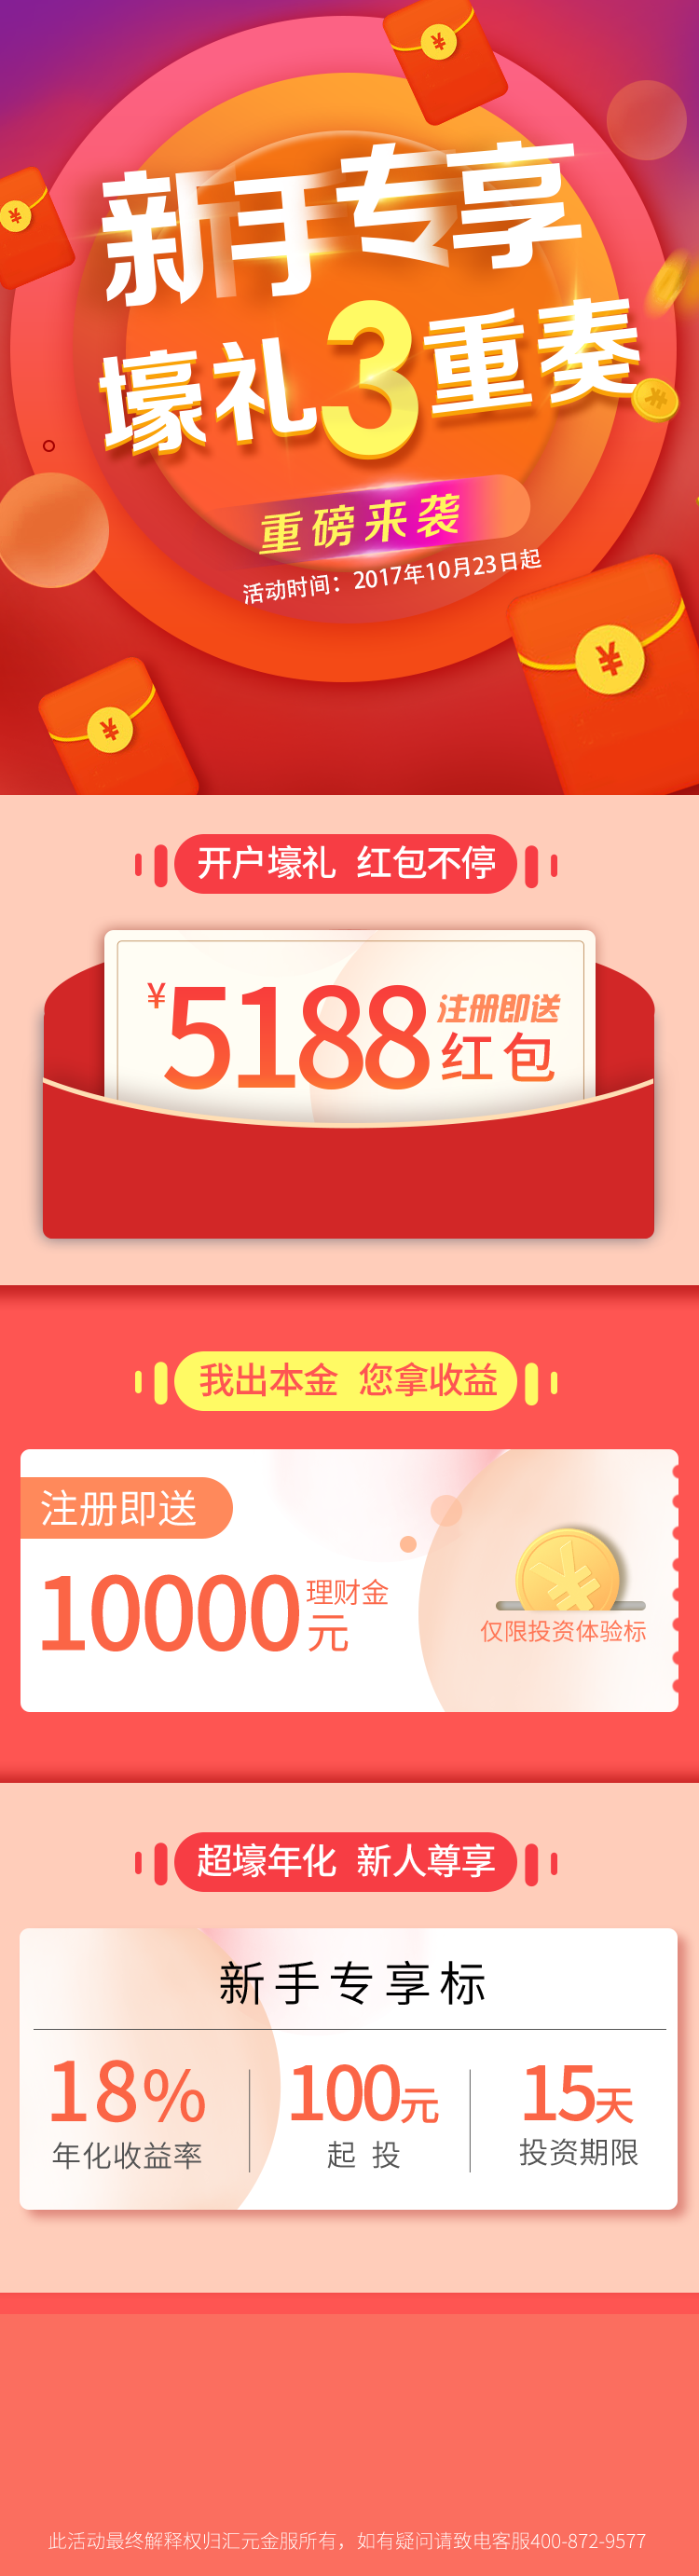 新手专享
壕礼3重奏
重磅来袭
活动时间：2017年10月23日起
开户壕礼 红包不停
¥5188 注册即送
红包
我出本金 您拿收益
注册即送
10000 理财金
元
仅限投资体验标
超壕年化 新人尊享
新手专享标
18% 100元 15天
年化收益率 起投 投资期限
此活动最终解释权归汇元金服所有，如有疑问请致电客服400-872-9577